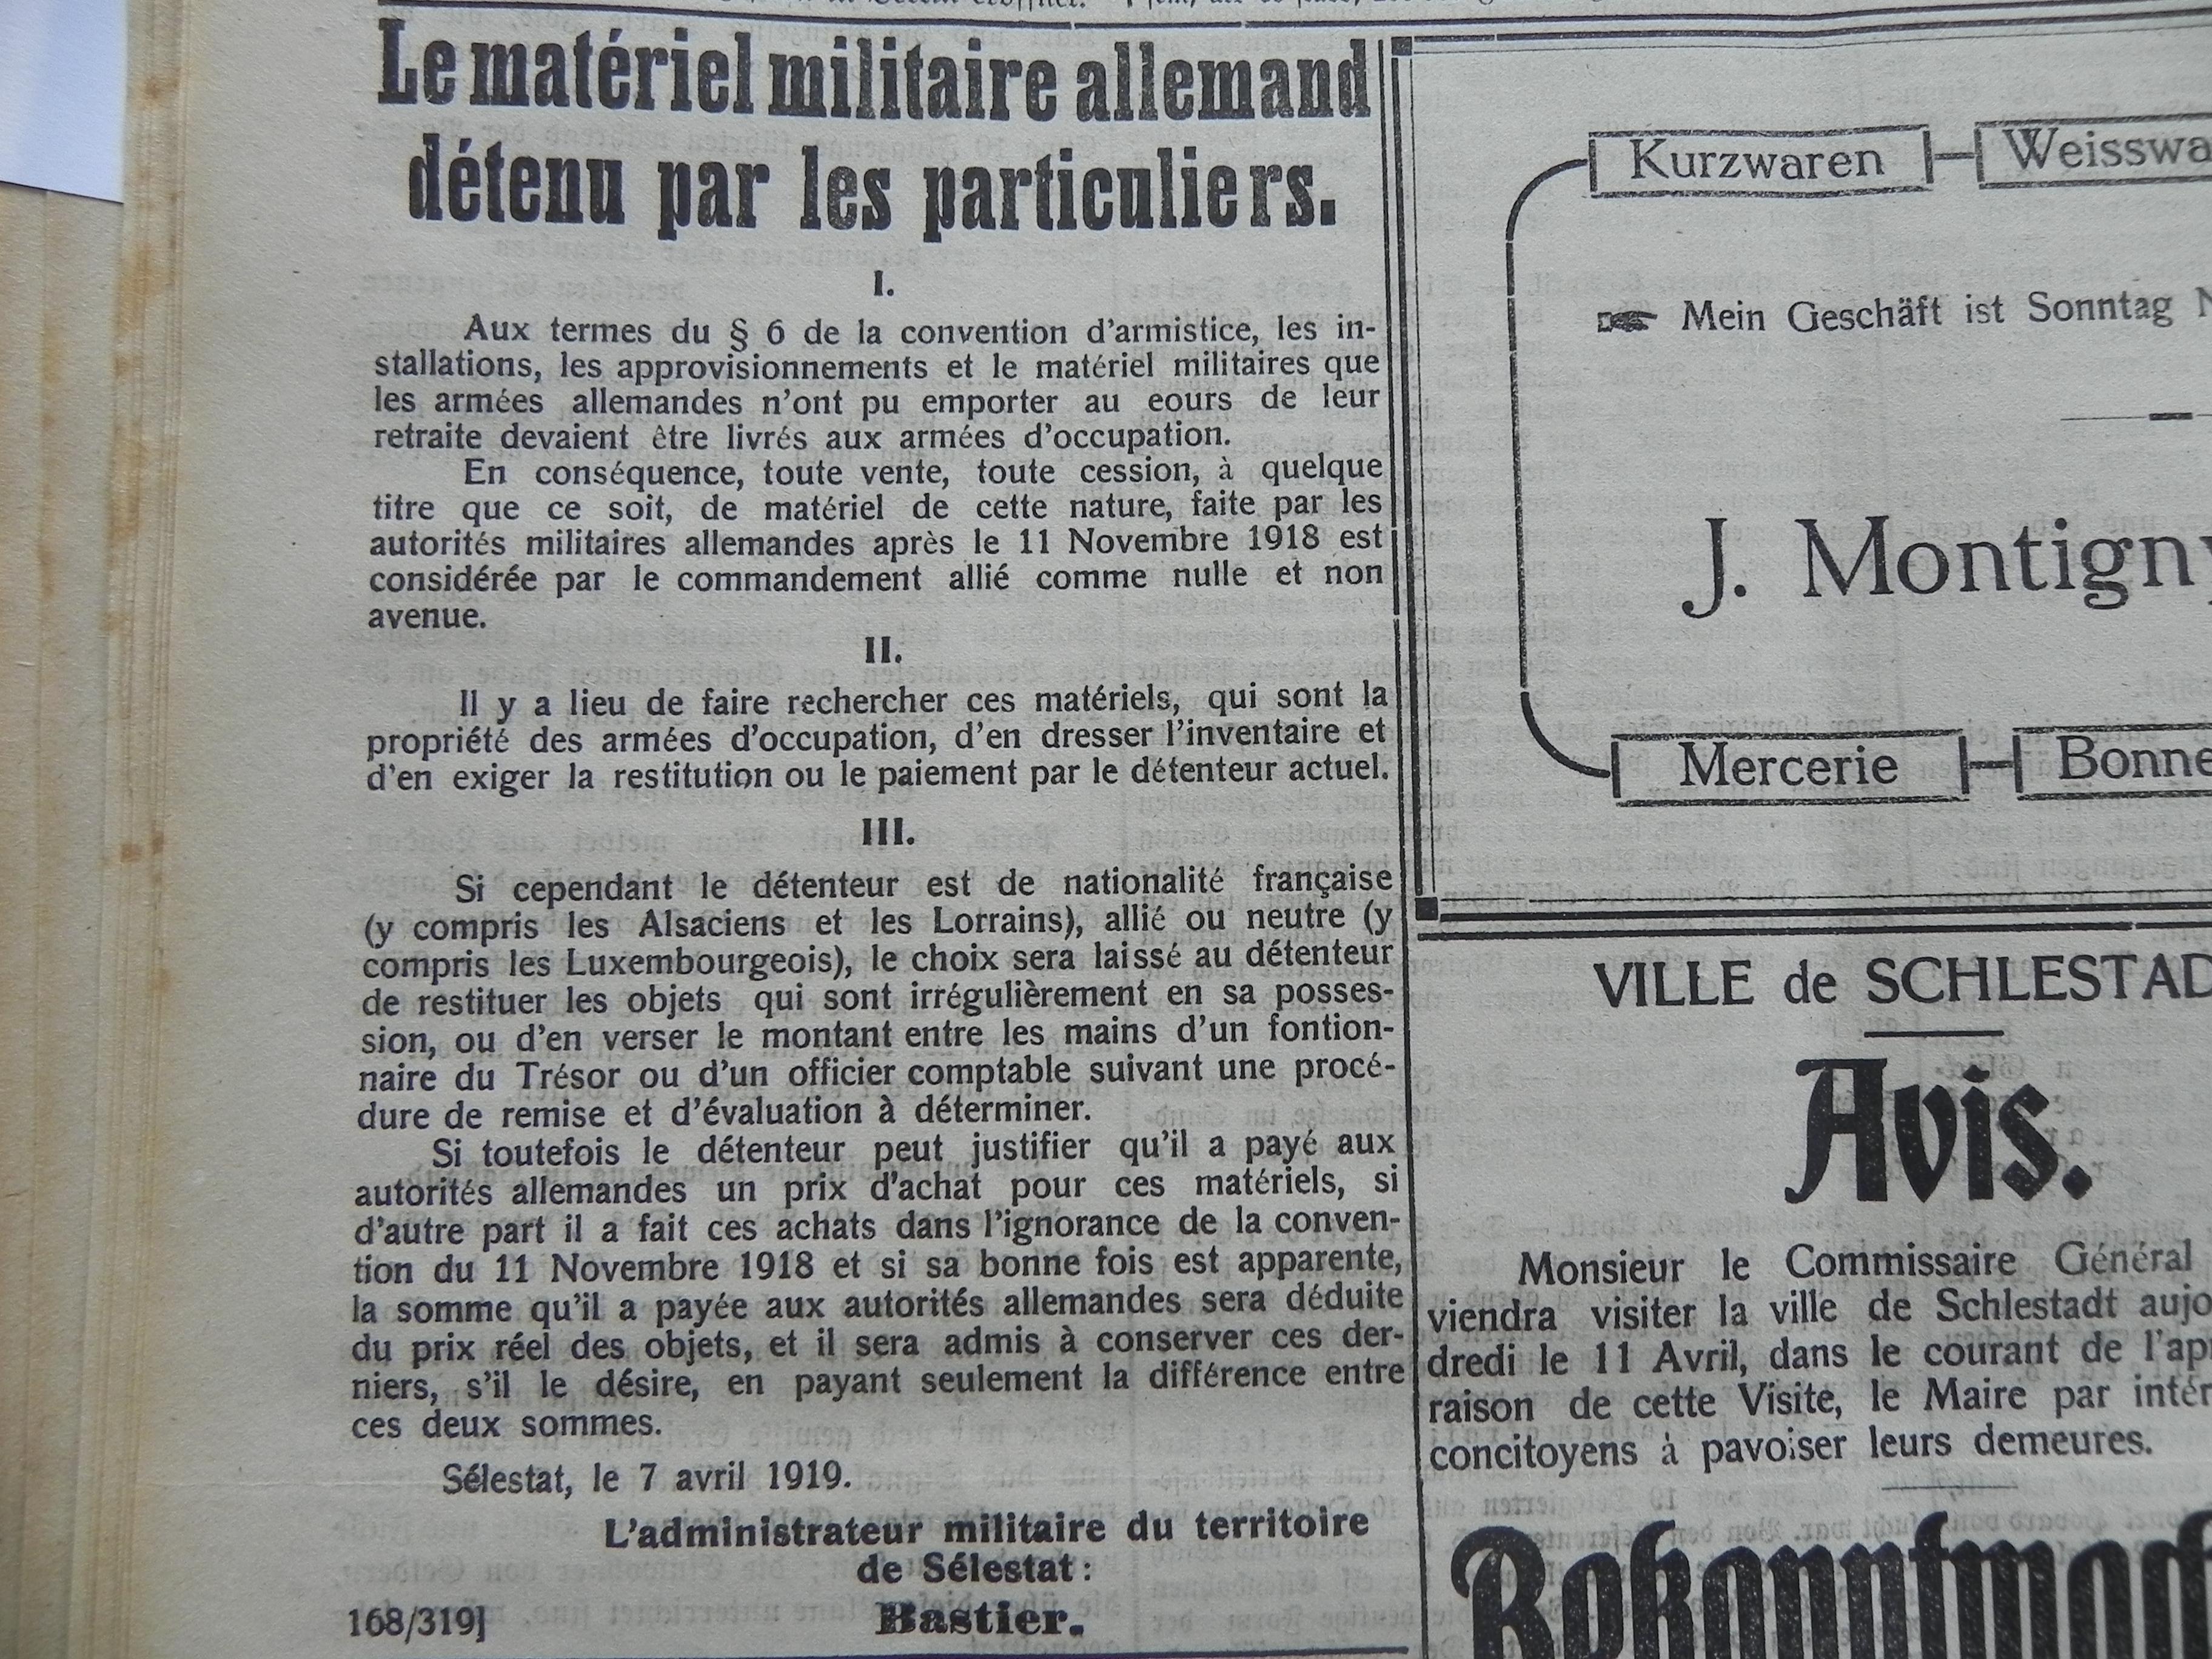 Le matériel militaire allemand
détenu par les particuliers.
I.
Aux termes du § 6 de la convention d'armistice, les in-
stallations, les approvisionnements et le matériel militaires que
les armées allemandes n'ont pu emporter au eours de leur
retraite devaient être livrés aux armées d'occupation.
En conséquence, toute vente, toute cession, à quelque
titre que ce soit, de matériel de cette nature, faite par les
autorités militaires allemandes après le 11 Novembre 1918 est
considérée par le commandement allié comme nulle et non
avenue.
II.
Il y a lieu de faire rechercher ces matériels, qui sont la
propriété des armées d'occupation, d'en dresser l'inventaire et
d'en exiger la restitution ou le paiement par le détenteur actuel.
III.
Si cependant le détenteur est de nationalité française
(y compris les Alsaciens et les Lorrains), allié ou neutre (y
compris les Luxembourgeois), le choix sera laissé au détenteur
de restituer les objets qui sont irrégulièrement en sa posses-
sion, ou d'en verser le montant entre les mains d'un fontion-
naire du Trésor ou d'un officier comptable suivant une procé-
dure de remise et d'évaluation à déterminer.
Si toutefois le détenteur peut justifier qu'il a payé aux
autorités allemandes un prix d'achat pour ces matériels, si
d'autre part il a fait ces achats dans l'ignorance de la conven-
tion du 11 Novembre 1918 et si sa bonne fois est apparente,
la somme qu'il a payée aux autorités allemandes sera déduite
du prix réel des objets, et il sera admis à conserver ces der-
niers, s'il le désire, en payant seulement la différence entre
ces deux sommes.
Sélestat, le 7 avril 1919.
L'administrateur militaire du territoire
de Sélestat:
168/319] Bastier.
Kurzwaren Weisswa
Mein Geschäft ist Sonntag N
J. Montigny
Mercerie Bonne
VILLE de SCHLESTAD
Avis.
Monsieur le Commissaire Général
viendra visiter la ville de Schlestadt aujo
dredi le 11 Avril, dans le courant de l'ap
raison de cette Visite, le Maire par intér
concitoyens à pavoiser leurs demeures.
Bekanntmach